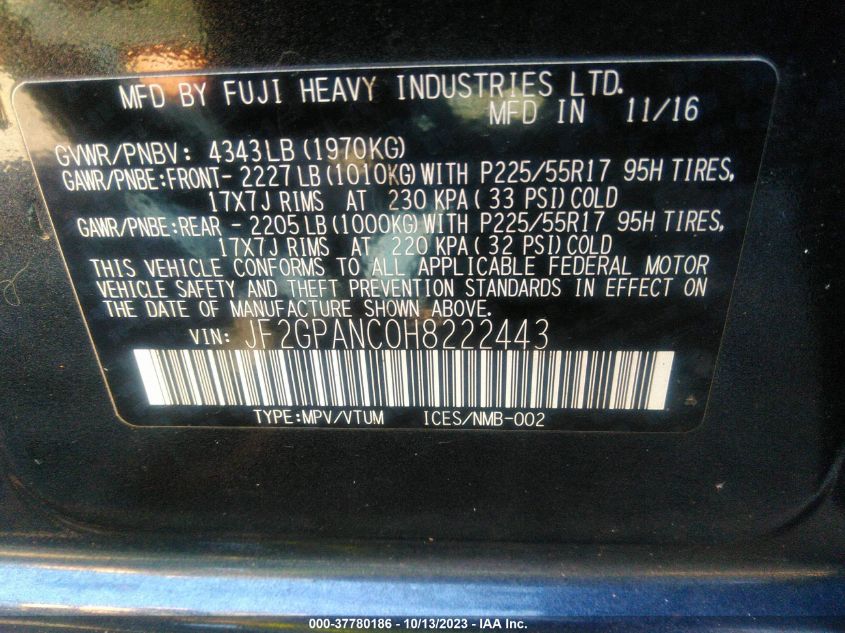 MFD BY FUJI HEAVY INDUSTRIES LTD.
MFD IN 11/16
GVWR/PNBV: 4343LB(1970KG)
GAWR/PNBE:FRONT- 2227LB(1010KG)WITH P225/55R17 95H TIRES,
17X7J RIMS AT 230 KPA(33 PSI)COLD
GAWR/PNBE:REAR - 2205LB(1000KG)WITH P225/55R17 95H TIRES,
17X7J RIMS AT 220 KPA(32 PSI)COLD
THIS VEHICLE CONFORMS TO ALL APPLICABLE FEDERAL MOTOR
VEHICLE SAFETY AND THEFT PREVENTION STANDARDS IN EFFECT ON
THE DATE OF MANUFACTURE SHOWN ABOVE.
VIN: JF2GPANC0H8222443
TYPE:MPV/VTUM ICES/NMB-002
000-37780186 - 10/13/2023 - IAA Inc.